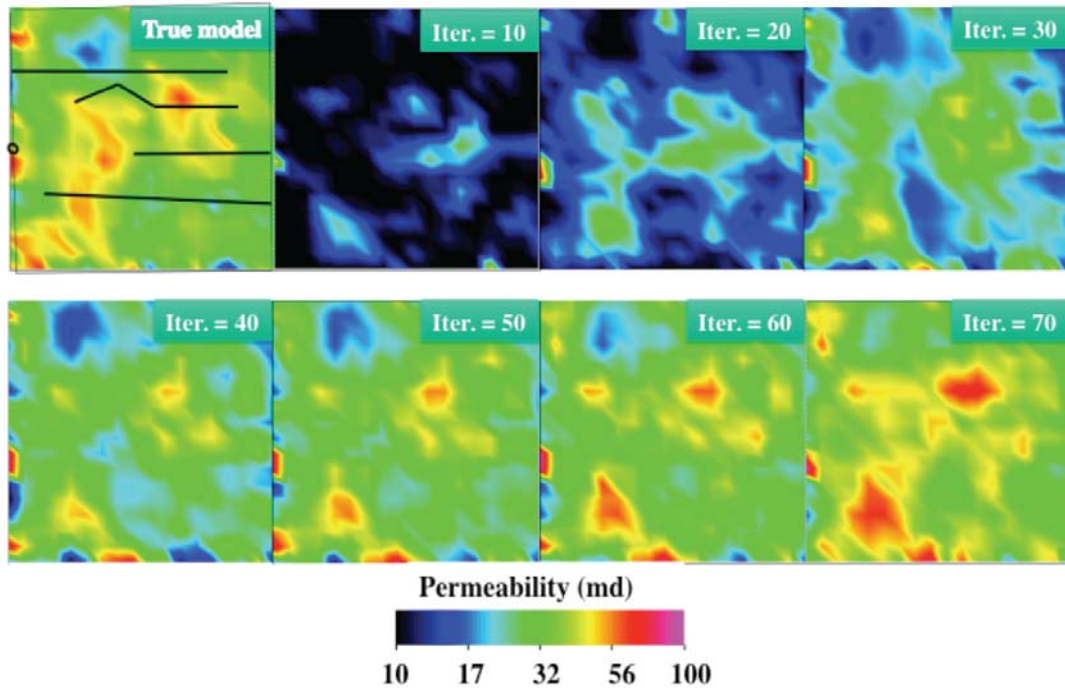 True model
Iter. = 10
Iter. = 20
Iter. = 30
Iter. = 40
Iter. = 50
Iter. = 60
Iter. = 70
Permeability (md)
10 17 32 56 100